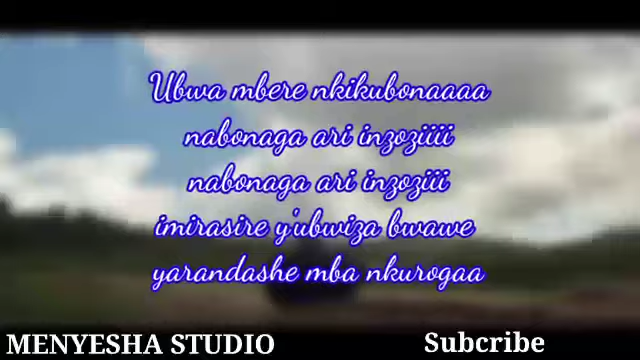 Ubwa mbere nkikubonaaaa
nabonaga ari inzoziiii
nabonaga ari inzoziii
imirasire y'ubwiza bwawe
yarandashe mba nkurogaa
MENYESHA STUDIO
Subcribe